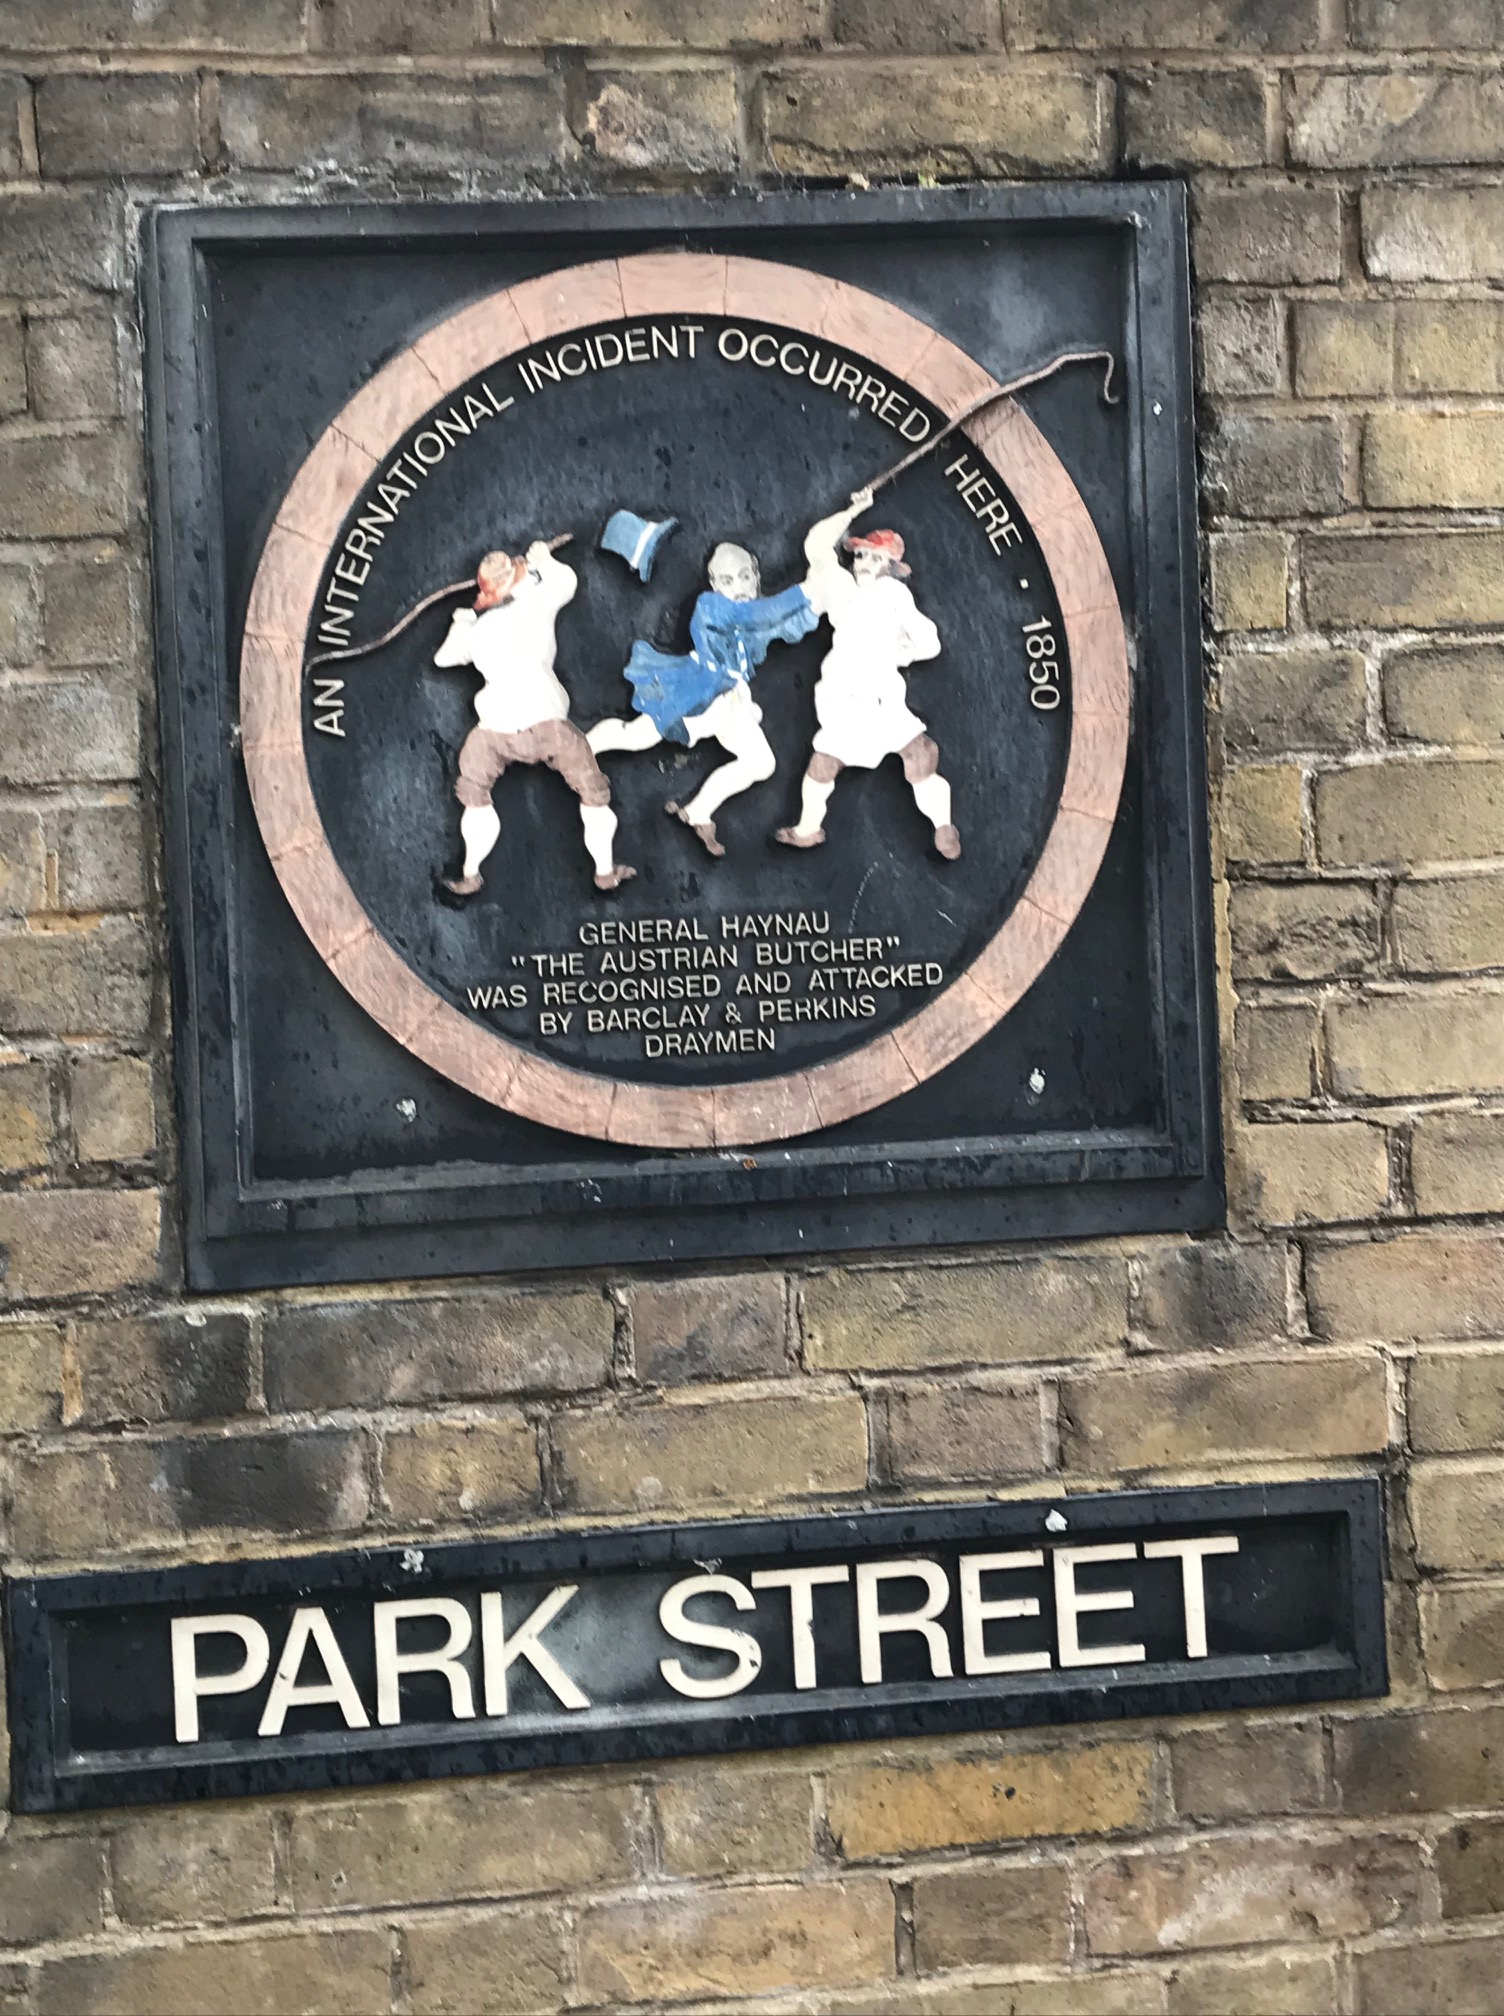 AN INTERNATIONAL INCIDENT OCCURRED HERE · 1850
GENERAL HAYNAU
"THE AUSTRIAN BUTCHER"
WAS RECOGNISED AND ATTACKED
BY BARCLAY & PERKINS
DRAYMEN
PARK STREET